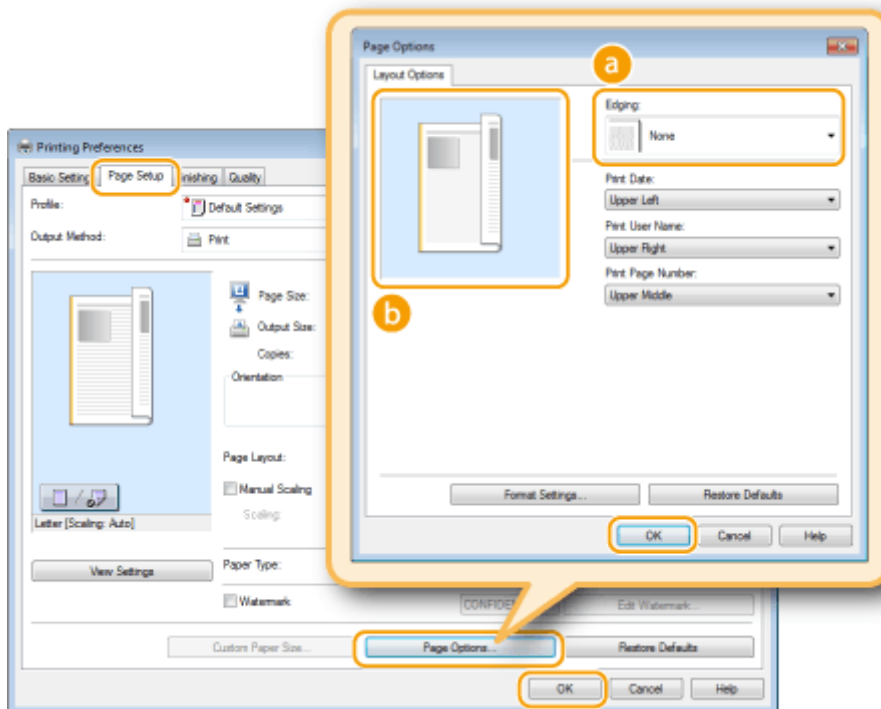 Page Options
Layout Options
a
Edging:
None
Print Date:
Upper Left
Print User Name:
Upper Right
Print Page Number:
Upper Middle
b
Format Settings...
Restore Defaults
OK
Cancel
Help
Printing Preferences
Basic Setting
Page Setup
inishing
Quality
Profile:
Default Settings
Output Method:
Print
Page Size:
Output Size:
Copies:
Orientation
Page Layout:
Manual Scaling
Scaling:
Letter [Scaling: Auto]
View Settings
Paper Type:
Watermark
CONFIDEN
Edit Watermark...
Custom Paper Size...
Page Options...
Restore Defaults
OK
Cancel
Help